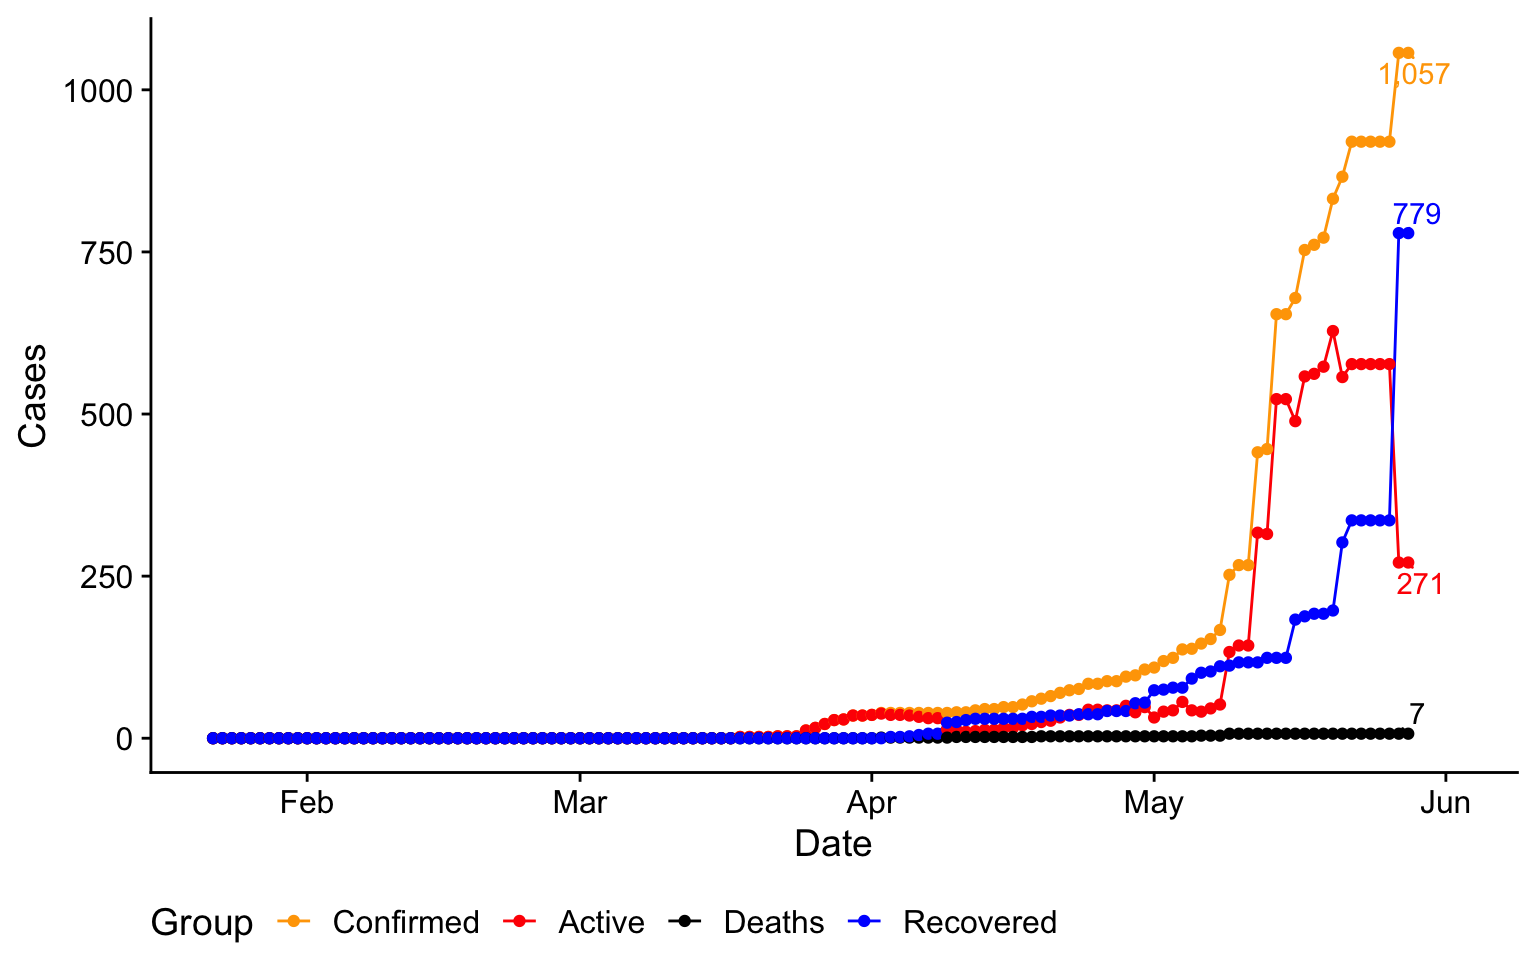 1,057
1000
779
750
Cases
500
250
271
7
0
Feb Mar Apr May Jun
Date
Group Confirmed Active Deaths Recovered